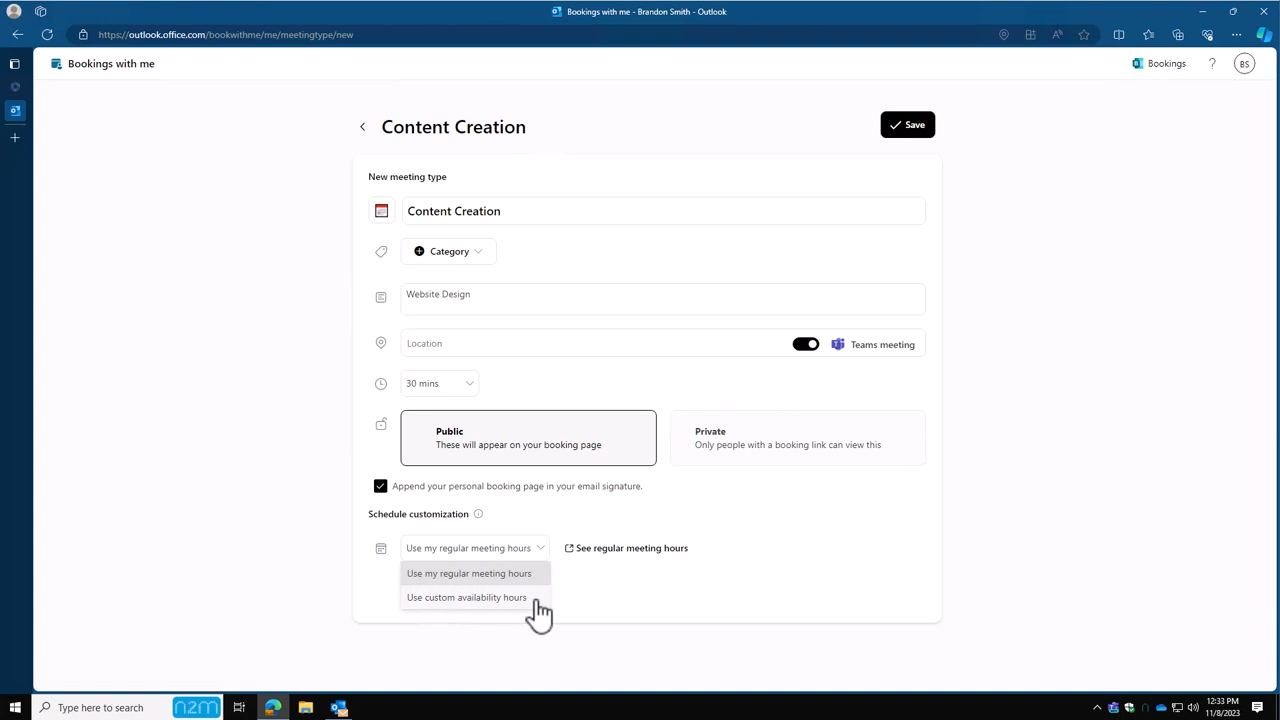 Bookings with me - Brandon Smith - Outlook
https://outlook.office.com/bookwithme/me/meetingtype/new
Bookings with me
Bookings
?
BS
Content Creation
Save
New meeting type
Content Creation
Category
Website Design
Location
Teams meeting
30 mins
Public
These will appear on your booking page
Private
Only people with a booking link can view this
Append your personal booking page in your email signature.
Schedule customization
Use my regular meeting hours
See regular meeting hours
Use my regular meeting hours
Use custom availability hours
Type here to search
n2m
12:33 PM
11/8/2023